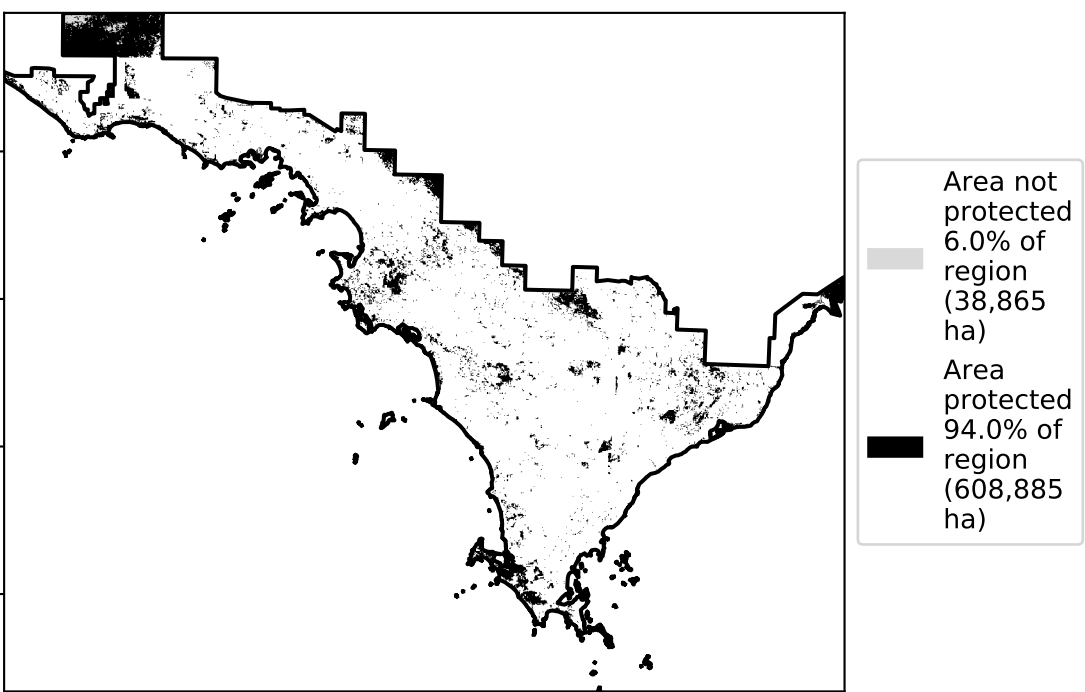 Area not
protected
6.0% of
region
(38,865
ha)
Area
protected
94.0% of
region
(608,885
ha)